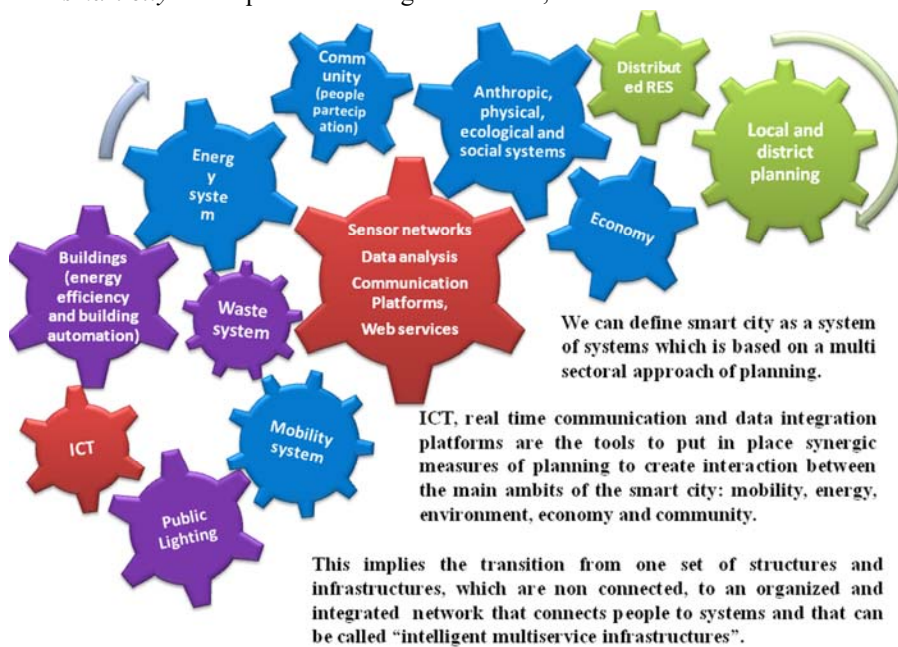 Comm
unity
(people
partecip
ation)
Anthropic,
physical,
ecological and
social systems
Distribut
ed RES
Local and
district
planning
Energ
y
syste
m
Economy
Sensor networks
Data analysis
Communication
Platforms,
Web services
Buildings
(energy
efficiency
and building
automation)
Waste
system
We can define smart city as a system
of systems which is based on a multi
sectoral approach of planning.
ICT
Mobility
system
Public
Lighting
ICT, real time communication and data integration
platforms are the tools to put in place synergic
measures of planning to create interaction between
the main ambits of the smart city: mobility, energy,
environment, economy and community.
This implies the transition from one set of structures and
infrastructures, which are non connected, to an organized and
integrated network that connects people to systems and that can
be called “intelligent multiservice infrastructures”.